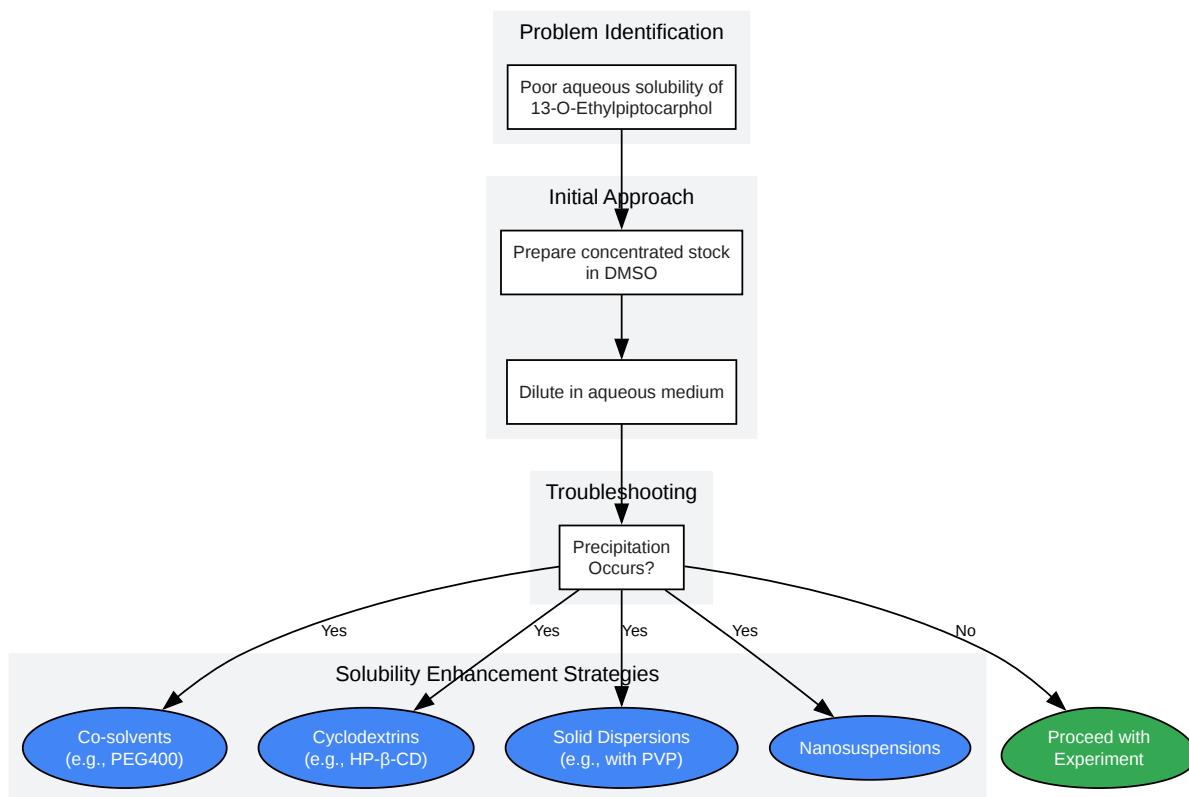 Problem Identification
Poor aqueous solubility of
13-O-Ethylpiptocarphol
Initial Approach
Prepare concentrated stock
in DMSO
Dilute in aqueous medium
Troubleshooting
Precipitation
Occurs?
Yes
Yes
Yes
Yes
No
Solubility Enhancement Strategies
Co-solvents
(e.g., PEG400)
Cyclodextrins
(e.g., HP-β-CD)
Solid Dispersions
(e.g., with PVP)
Nanosuspensions
Proceed with
Experiment